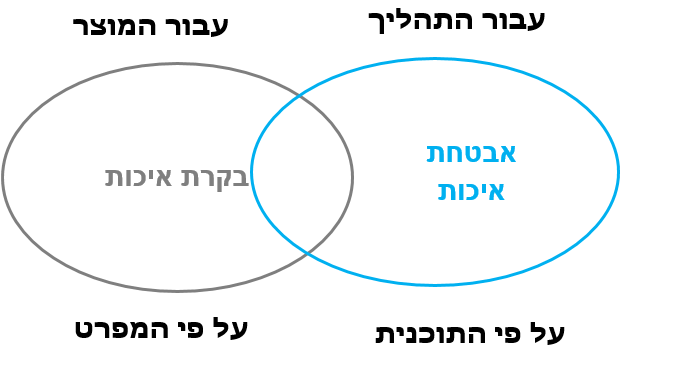 עבור התהליך
עבור המוצר
אבטחת
איכות
בקרת איכות
על פי התוכנית
על פי המפרט